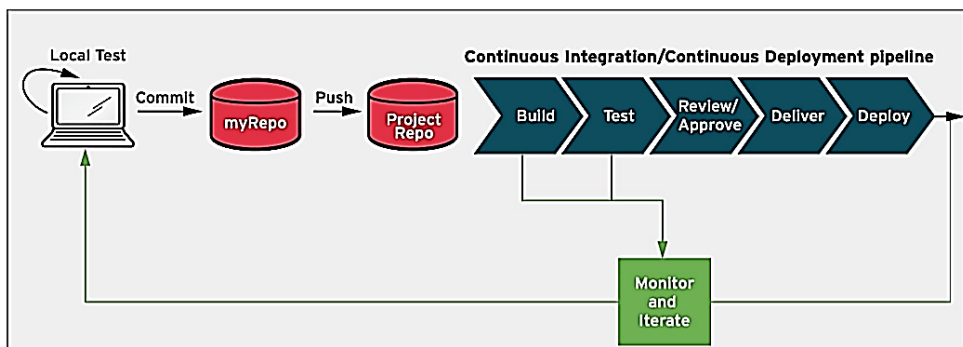 Local Test
Commit
myRepo
Push
Project
Repo
Continuous Integration/Continuous Deployment pipeline
Build
Test
Review/
Approve
Deliver
Deploy
Monitor
and
Iterate